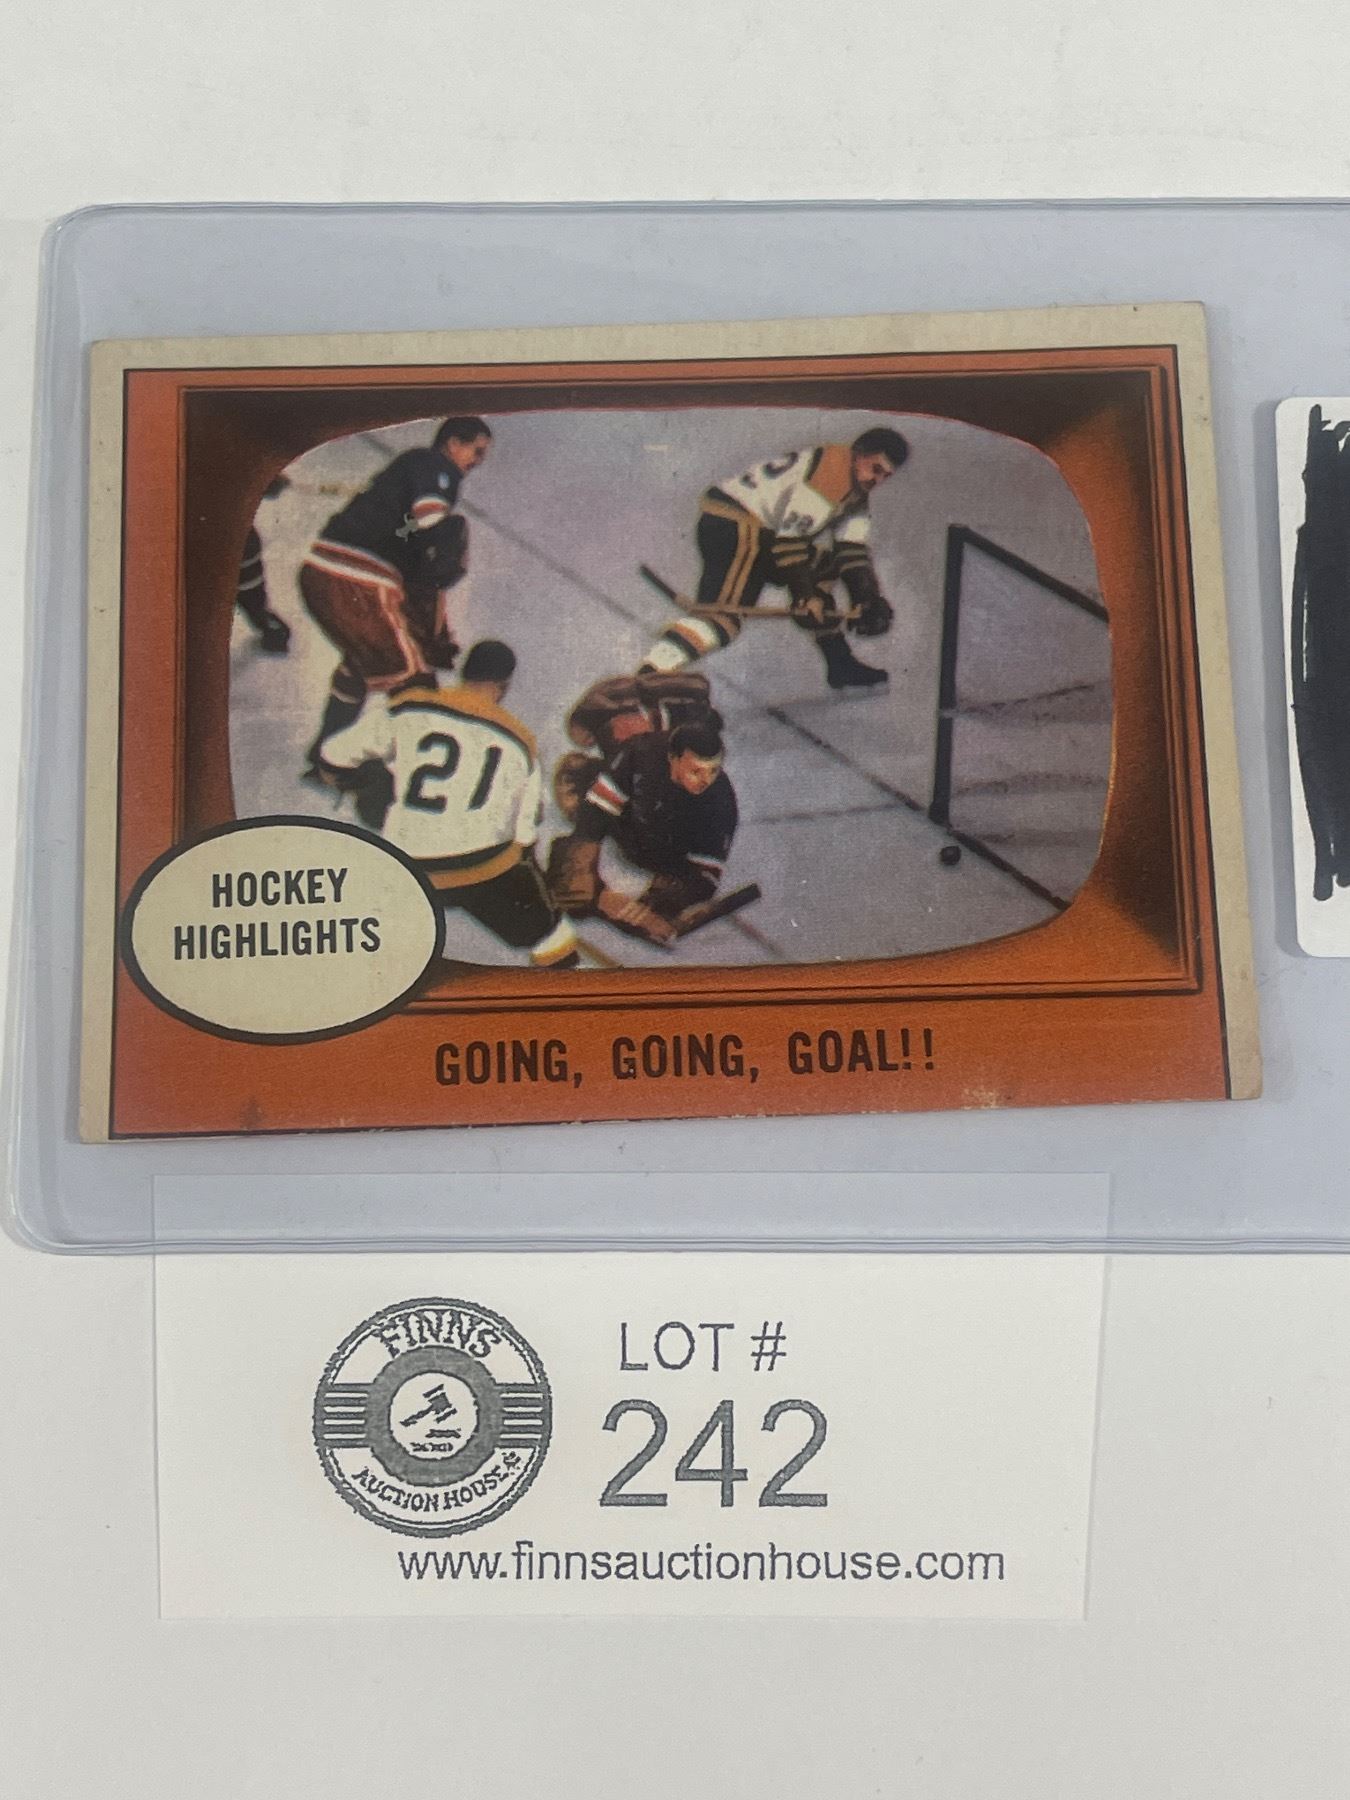 21
HOCKEY
HIGHLIGHTS
GOING, GOING, GOAL!!
FINNS
AUCTION HOUSE
LOT #
242
www.finnsauctionhouse.com